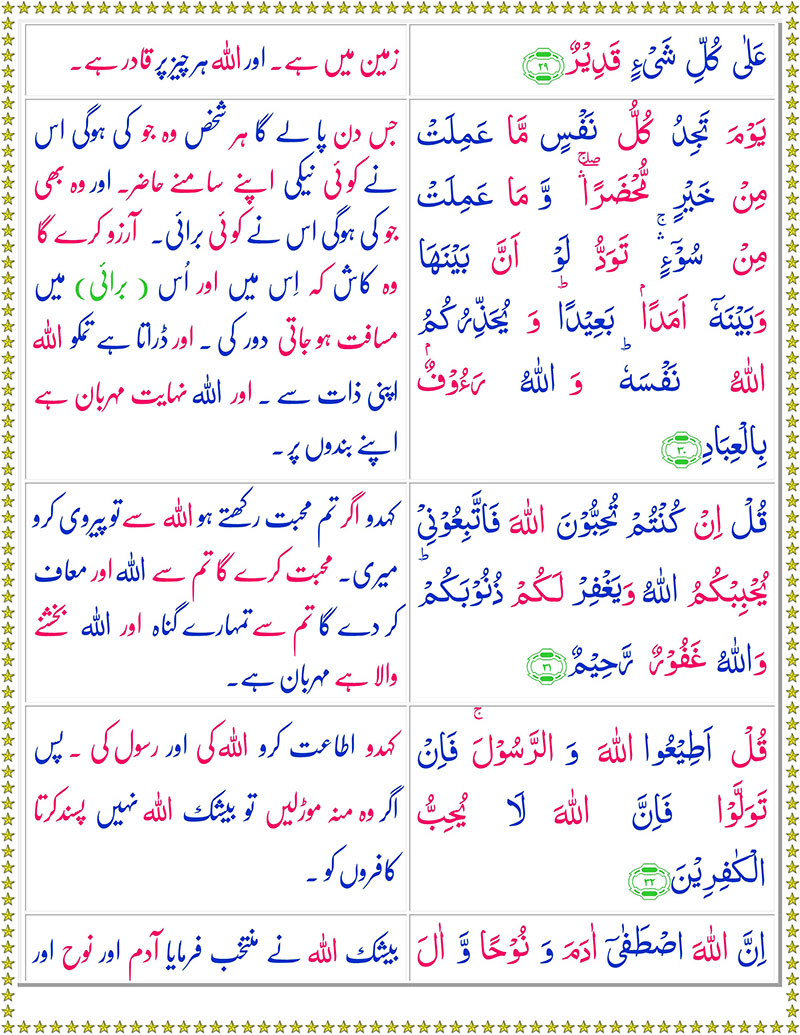 عَلٰى كُلِّ شَىۡءٍ قَدِيۡرٌ ﴿۲۹﴾
زمین میں ہے۔ اور اللہ ہر چیز پر قادر ہے۔
يَوۡمَ تَجِدُ كُلُّ نَفۡسٍ مَّا عَمِلَتۡ
مِنۡ خَيۡرٍ مُّحۡضَرًا ۖۛۚ وَّ مَا عَمِلَتۡ
مِنۡ سُوۡٓءٍ ۛۚ تَوَدُّ لَوۡ اَنَّ بَيۡنَهَا
وَبَيۡنَهٗۤ اَمَدًاۢ بَعِيۡدًا ؕ وَ يُحَذِّرُكُمُ
اللّٰهُ نَفۡسَهٗ ؕ وَ اللّٰهُ رَءُوۡفٌۢ
بِالۡعِبَادِ ﴿۳۰﴾
جس دن پا لے گا ہر شخص وہ جو کی ہوگی اس
نے کوئی نیکی اپنے سامنے حاضر۔ اور وہ بھی
جو کی ہوگی اس نے کوئی برائی۔ آرزو کرے گا
وہ کاش کہ اِس میں اور اُس ( برائی ) میں
مسافت ہو جاتی دور کی ۔ اور ڈراتا ہے تمکو اللہ
اپنی ذات سے ۔ اور اللہ نہایت مہربان ہے
اپنے بندوں پر۔
قُلۡ اِنۡ كُنۡتُمۡ تُحِبُّوۡنَ اللّٰهَ فَاتَّبِعُوۡنِىۡ
يُحۡبِبۡكُمُ اللّٰهُ وَيَغۡفِرۡ لَـكُمۡ ذُنُوۡبَكُمۡ ؕ
وَاللّٰهُ غَفُوۡرٌ رَّحِيۡمٌ ﴿۳۱﴾
کہدو اگر تم محبت رکھتے ہو اللہ سے تو پیروی کرو
میری۔ محبت کرے گا تم سے اللہ اور معاف
کر دے گا تم سے تمہارے گناہ اور اللہ بخشنے
والا ہے مہربان ہے۔
قُلۡ اَطِيۡعُوا اللّٰهَ وَ الرَّسُوۡلَ ۚ فَاِنۡ
تَوَلَّوۡا فَاِنَّ اللّٰهَ لَا يُحِبُّ
الۡكٰفِرِيۡنَ ﴿۳۲﴾
کہدو اطاعت کرو اللہ کی اور رسول کی ۔ پس
اگر وہ منہ موڑلیں تو بیشک اللہ نہیں پسند کرتا
کافروں کو ۔
اِنَّ اللّٰهَ اصۡطَفٰۤى اٰدَمَ وَ نُوۡحًا وَّ اٰلَ
بیشک اللہ نے منتخب فرمایا آدم اور نوح اور